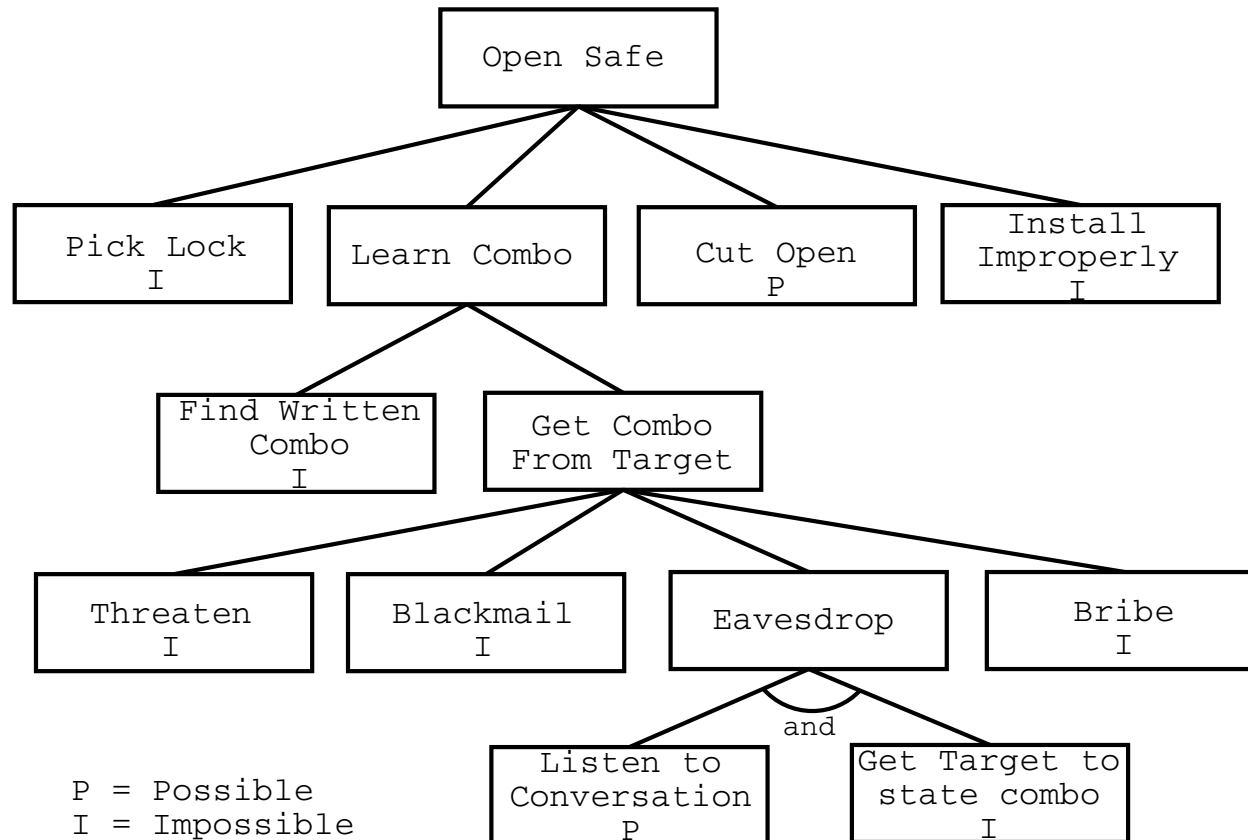 Open Safe
Pick Lock
I
Learn Combo
Cut Open
P
Install
Improperly
I
Find Written
Combo
I
Get Combo
From Target
Threaten
I
Blackmail
I
Eavesdrop
Bribe
I
and
Listen to
Conversation
P
Get Target to
state combo
I
P = Possible
I = Impossible